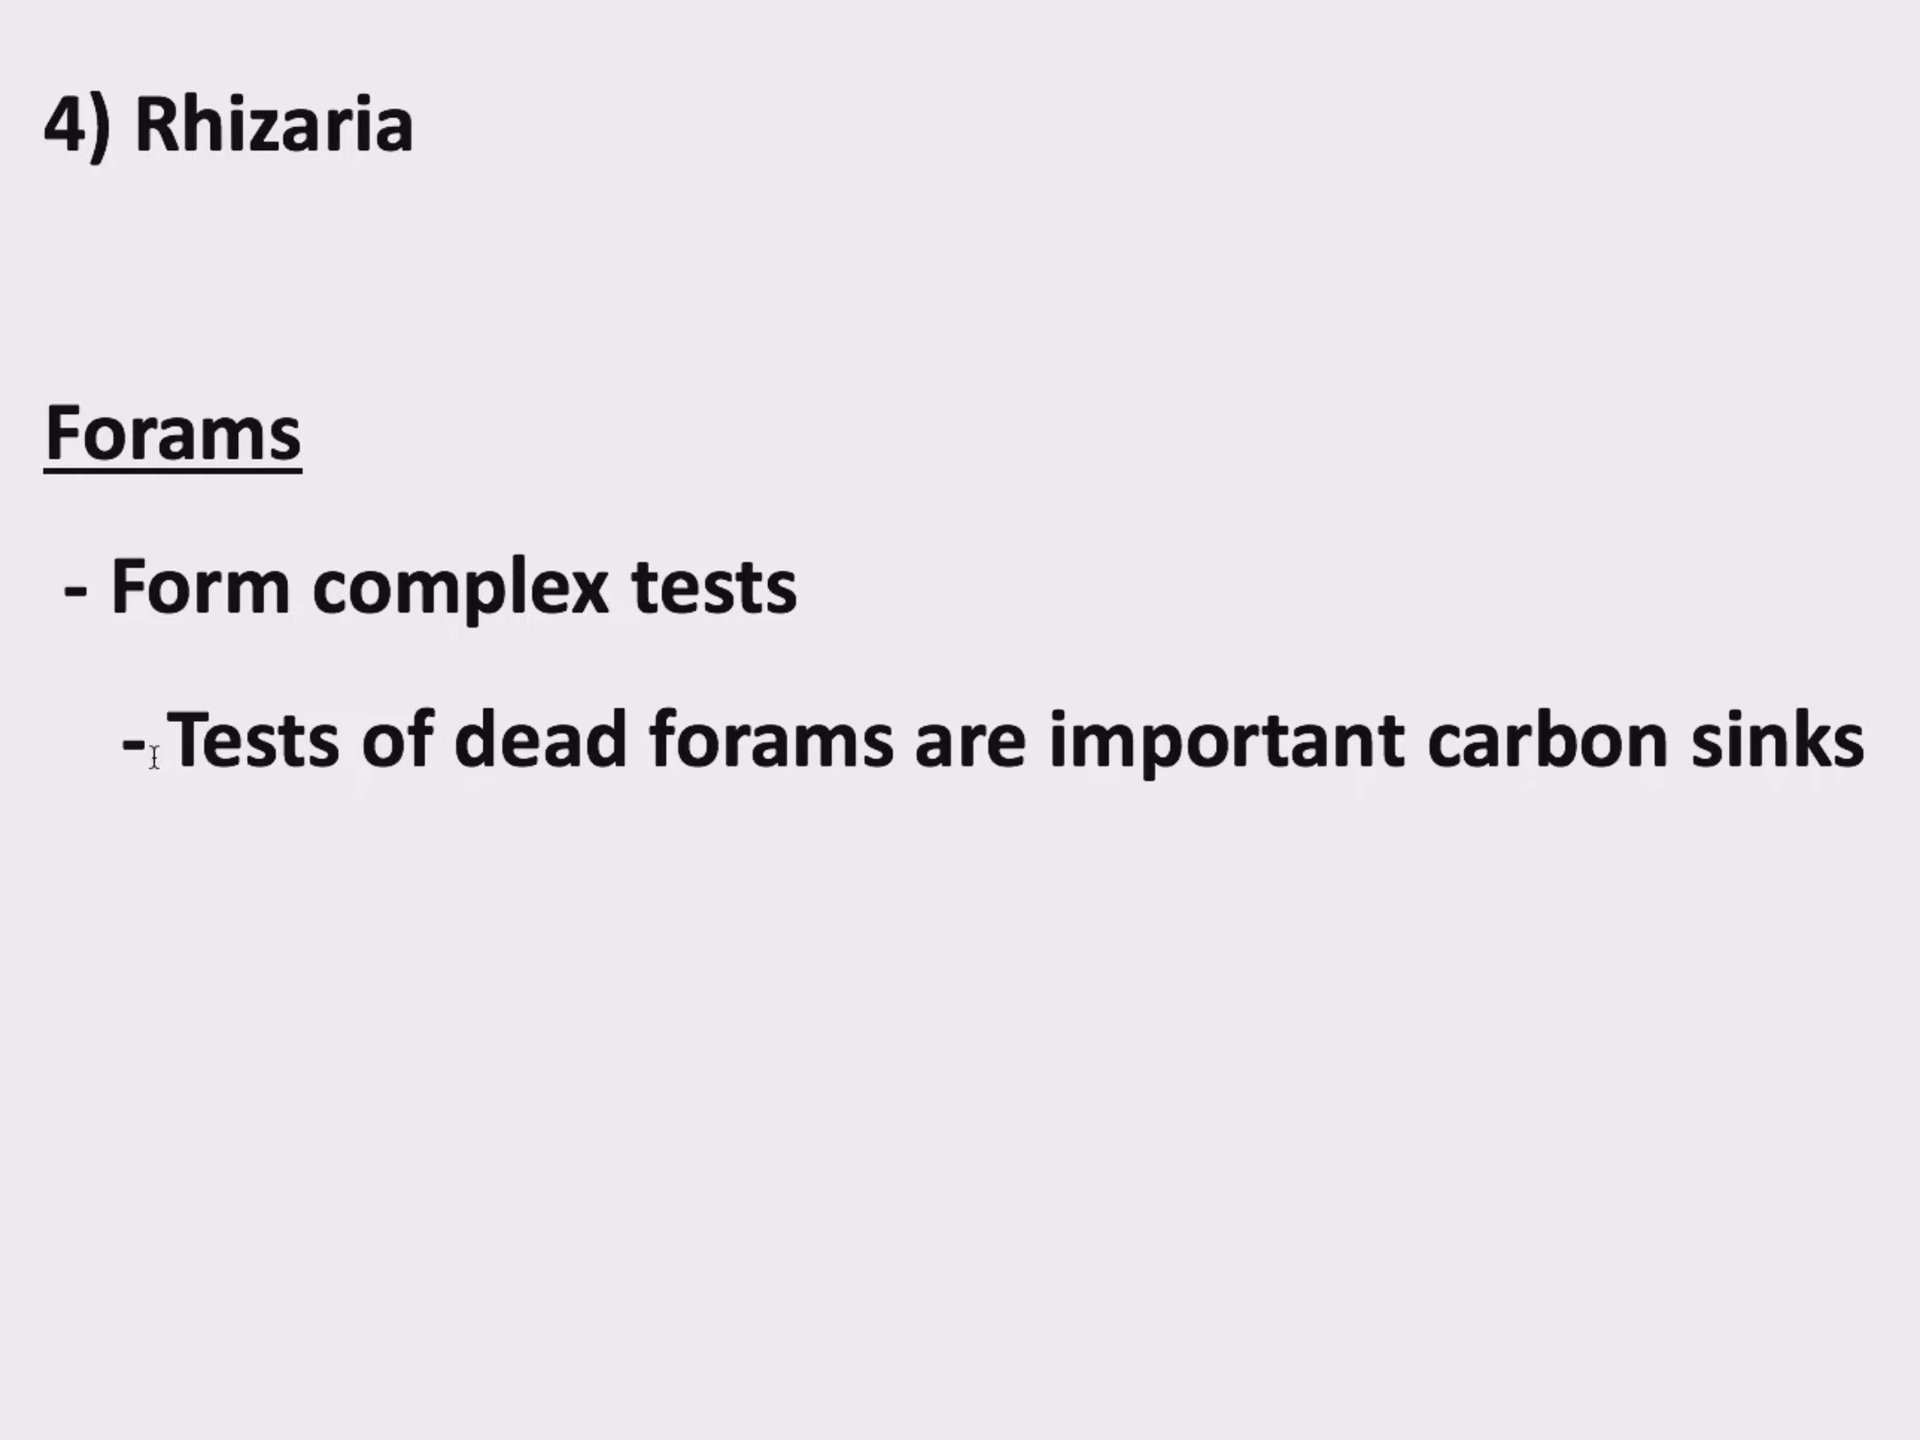 4) Rhizaria
Forams
- Form complex tests
- Tests of dead forams are important carbon sinks